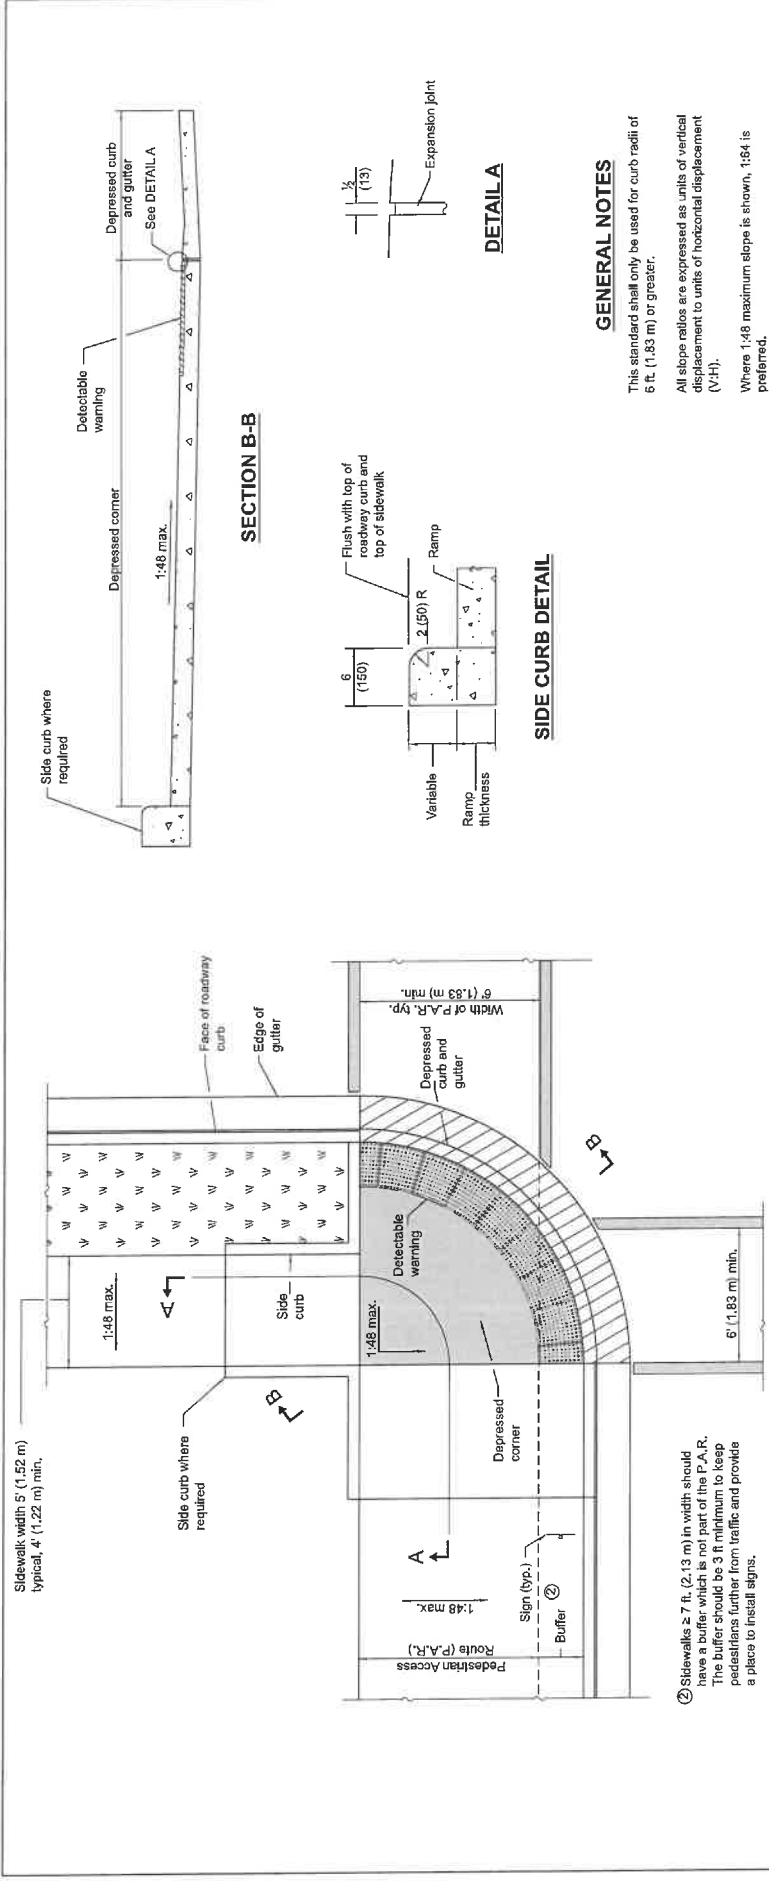 Sidewalk width 5' (1.52 m)
typical, 4' (1.22 m) min.
1:48 max.
A
Side
curb
Side curb where
required
B
Face of roadway
curb
Edge of
gutter
1:48 max.
Detectable
warning
Depressed
curb and
gutter
Width of P.A.R. typ.
6' (1.83 m) min.
Depressed
corner
B
A
1:48 max.
Pedestrian Access
Route (P.A.R.)
Sign (typ.)
Buffer ②
6' (1.83 m) min.
② Sidewalks ≥ 7 ft. (2.13 m) in width should
have a buffer which is not part of the P.A.R.
The buffer should be 3 ft minimum to keep
pedestrians further from traffic and provide
a place to install signs.
Side curb where
required
Depressed corner
1:48 max.
Detectable
warning
Depressed curb
and gutter
See DETAIL A
SECTION B-B
6
(150)
Flush with top of
roadway curb and
top of sidewalk
2 (50) R
Ramp
Variable
Ramp
thickness
SIDE CURB DETAIL
½
(13)
Expansion joint
DETAIL A
GENERAL NOTES
This standard shall only be used for curb radii of
6 ft. (1.83 m) or greater.
All slope ratios are expressed as units of vertical
displacement to units of horizontal displacement
(V:H).
Where 1:48 maximum slope is shown, 1:64 is
preferred.